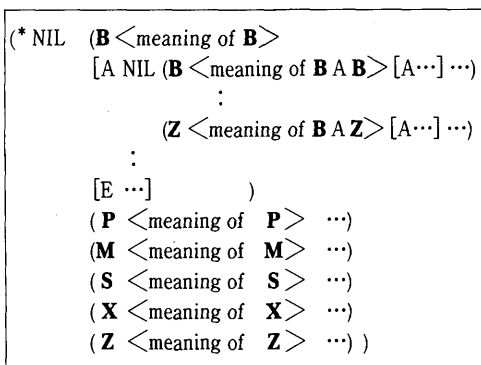 (* NIL (B <meaning of B>
[A NIL (B <meaning of B A B> [A⋯] ⋯)
⋮
(Z <meaning of B A Z> [A⋯] ⋯)
⋮
[E ⋯] )
( P <meaning of P> ⋯)
(M <meaning of M> ⋯)
( S <meaning of S> ⋯)
( X <meaning of X> ⋯)
( Z <meaning of Z> ⋯) )